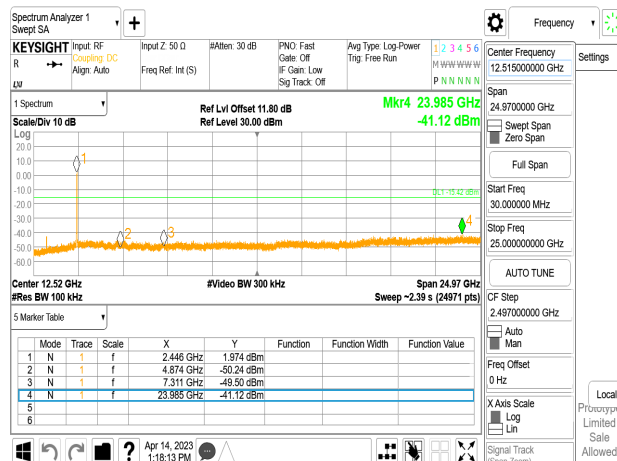 Spectrum Analyzer 1
Swept SA
Frequency
KEYSIGHT
R
LXI
Input: RF
Coupling: DC
Align: Auto
Input Z: 50 Ω
Freq Ref: Int (S)
#Atten: 30 dB
PNO: Fast
Gate: Off
IF Gain: Low
Sig Track: Off
Avg Type: Log-Power
Trig: Free Run
1 2 3 4 5 6
M W W W W W
P N N N N N
Center Frequency
12.515000000 GHz
Settings
1 Spectrum
Scale/Div 10 dB
Ref Lvl Offset 11.80 dB
Ref Level 30.00 dBm
Mkr4 23.985 GHz
-41.12 dBm
Span
24.9700000 GHz
Swept Span
Zero Span
Full Span
Start Freq
30.000000 MHz
Stop Freq
25.000000000 GHz
AUTO TUNE
CF Step
2.497000000 GHz
Auto
Man
Freq Offset
0 Hz
X Axis Scale
Log
Lin
Signal Track
(Span Zoom)
Local
Prototype
Limited
Sale
Allowed
Log
20.0
10.0
0.00
-10.0
-20.0
-30.0
-40.0
-50.0
-60.0
1
2
3
4
DL1 -15.42 dBm
Center 12.52 GHz
#Res BW 100 kHz
#Video BW 300 kHz
Span 24.97 GHz
Sweep ~2.39 s (24971 pts)
5 Marker Table
Mode Trace Scale X Y Function Function Width Function Value
1 N 1 f 2.446 GHz 1.974 dBm
2 N 1 f 4.874 GHz -50.24 dBm
3 N 1 f 7.311 GHz -49.50 dBm
4 N 1 f 23.985 GHz -41.12 dBm
5
6
?
Apr 14, 2023
1:18:13 PM